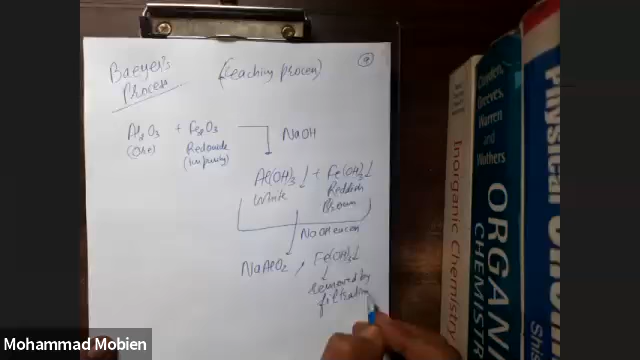 Baeyer's (leaching process) 9
Process
Al2O3 + Fe2O3 NaOH
(Ore) Redoxide
(Impurity)
Al(OH)3↓ + Fe(OH)3↓
White Reddish
Brown
NaOH excess
NaAlO2 , Fe(OH)3↓
removed by
filtration
Inorganic Chemistry
Clayden,
Greeves,
Warren and
Wothers
ORGANIC
CHEMISTRY
Physical
Mohammad Mobien